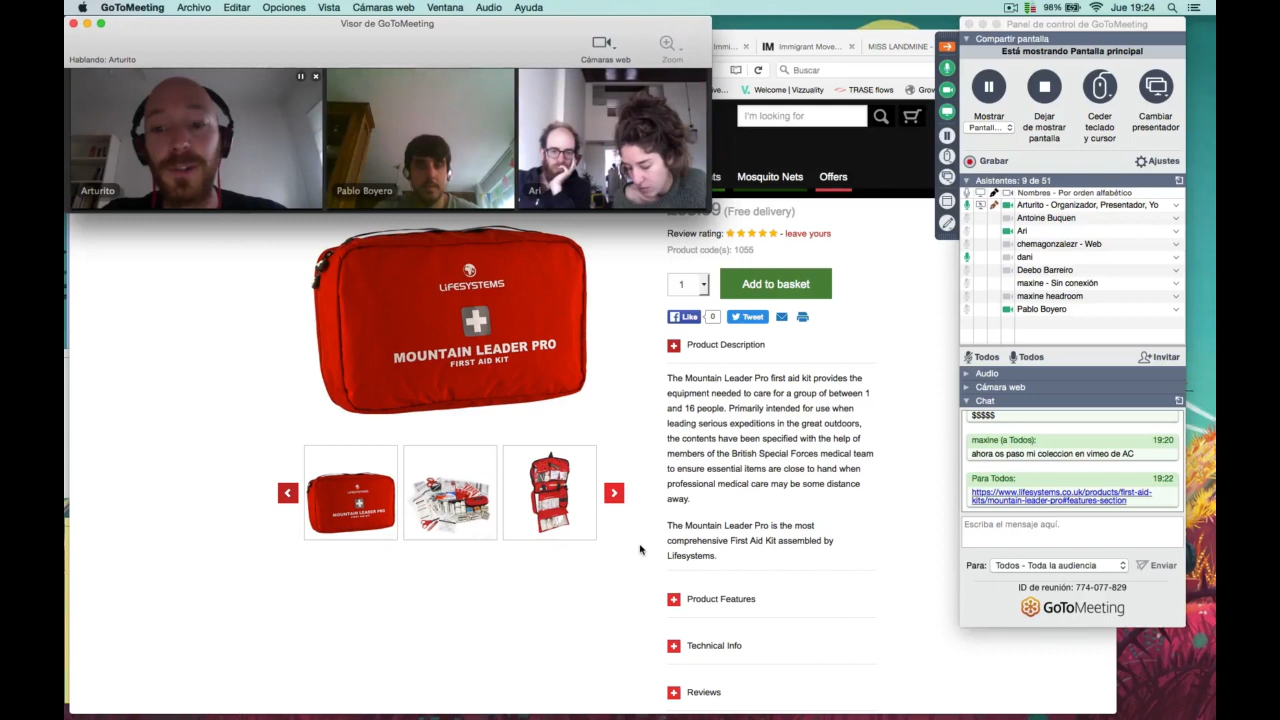 GoToMeeting Archivo Editar Vista Cámaras web Ventana Audio Ayuda
98% Jue 19:24
Visor de GoToMeeting
Hablando: Arturito
Cámaras web
Zoom
Arturito
Pablo Boyero
Ari
Immigrant Move...
MISS LANDMINE -
Buscar
Welcome | Vizzuality
TRASE flows
I'm looking for
Mosquito Nets
Offers
(Free delivery)
Review rating: - leave yours
Product code(s): 1055
1
Add to basket
Like 0 Tweet
Product Description
The Mountain Leader Pro first aid kit provides the
equipment needed to care for a group of between 1
and 16 people. Primarily intended for use when
leading serious expeditions in the great outdoors,
the contents have been specified with the help of
members of the British Special Forces medical team
to ensure essential items are close to hand when
professional medical care may be some distance
away.
The Mountain Leader Pro is the most
comprehensive First Aid Kit assembled by
Lifesystems.
Product Features
Technical Info
Reviews
LIFESYSTEMS
MOUNTAIN LEADER PRO
FIRST AID KIT
MOUNTAIN LEADER PRO
Panel de control de GoToMeeting
Compartir pantalla
Está mostrando Pantalla principal
Mostrar
Pantall...
Dejar
de mostrar
pantalla
Ceder
teclado
y cursor
Cambiar
presentador
Grabar
Ajustes
Asistentes: 9 de 51
Nombres - Por orden alfabético
Arturito - Organizador, Presentador, Yo
Antoine Buquen
Ari
chemagonzalezr - Web
dani
Deebo Barreiro
maxine - Sin conexión
maxine headroom
Pablo Boyero
Todos
Todos
Invitar
Audio
Cámara web
Chat
$$$$$
maxine (a Todos): 19:20
ahora os paso mi coleccion en vimeo de AC
Para Todos: 19:22
https://www.lifesystems.co.uk/products/first-aid-
kits/mountain-leader-pro#features-section
Escriba el mensaje aquí.
Para: Todos - Toda la audiencia
Enviar
ID de reunión: 774-077-829
GoToMeeting